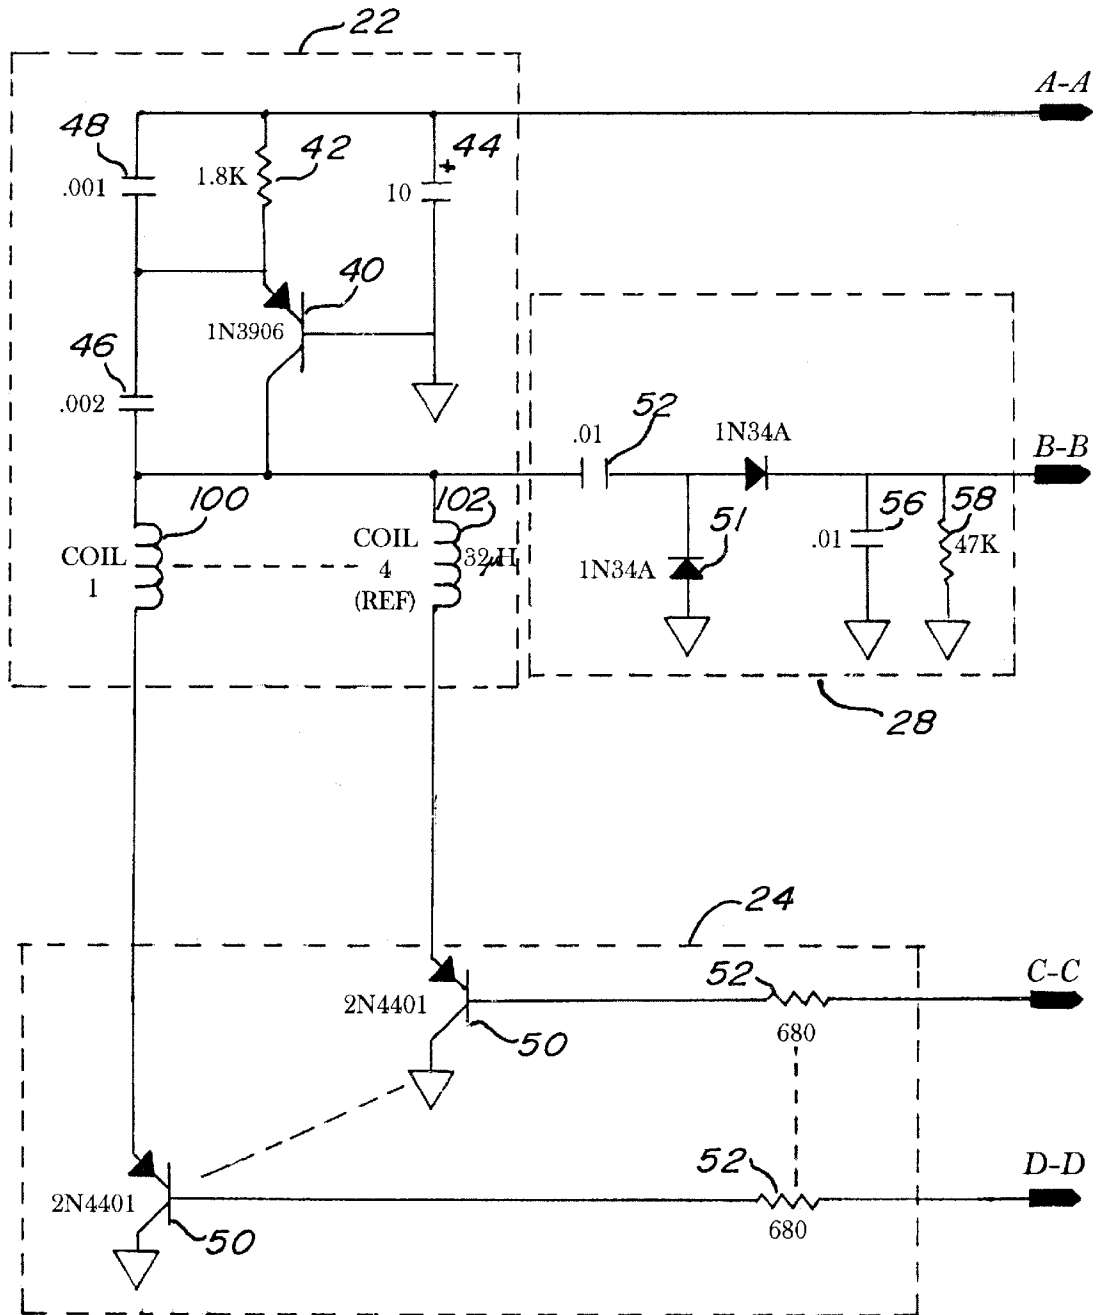 22
A-A
48
42
+ 44
.001
1.8K
10
40
1N3906
46
.002
.01
52
1N34A
B-B
100
102
COIL
1
COIL
4
(REF)
32μH
51
1N34A
56
.01
58
47K
28
24
52
C-C
2N4401
680
50
52
D-D
2N4401
680
50